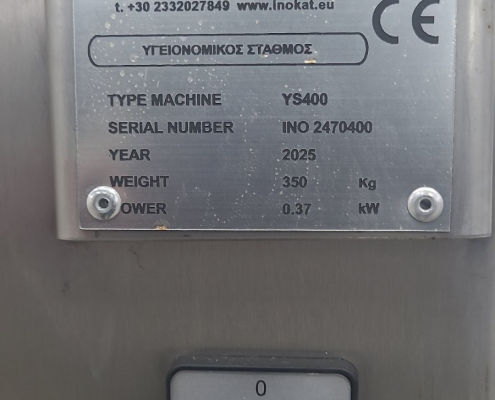 t. +30 2332027849 www.inokat.eu
CE
ΥΓΕΙΟΝΟΜΙΚΟΣ ΣΤΑΘΜΟΣ
TYPE MACHINE YS400
SERIAL NUMBER INO 2470400
YEAR 2025
WEIGHT 350 Kg
POWER 0.37 kW
0